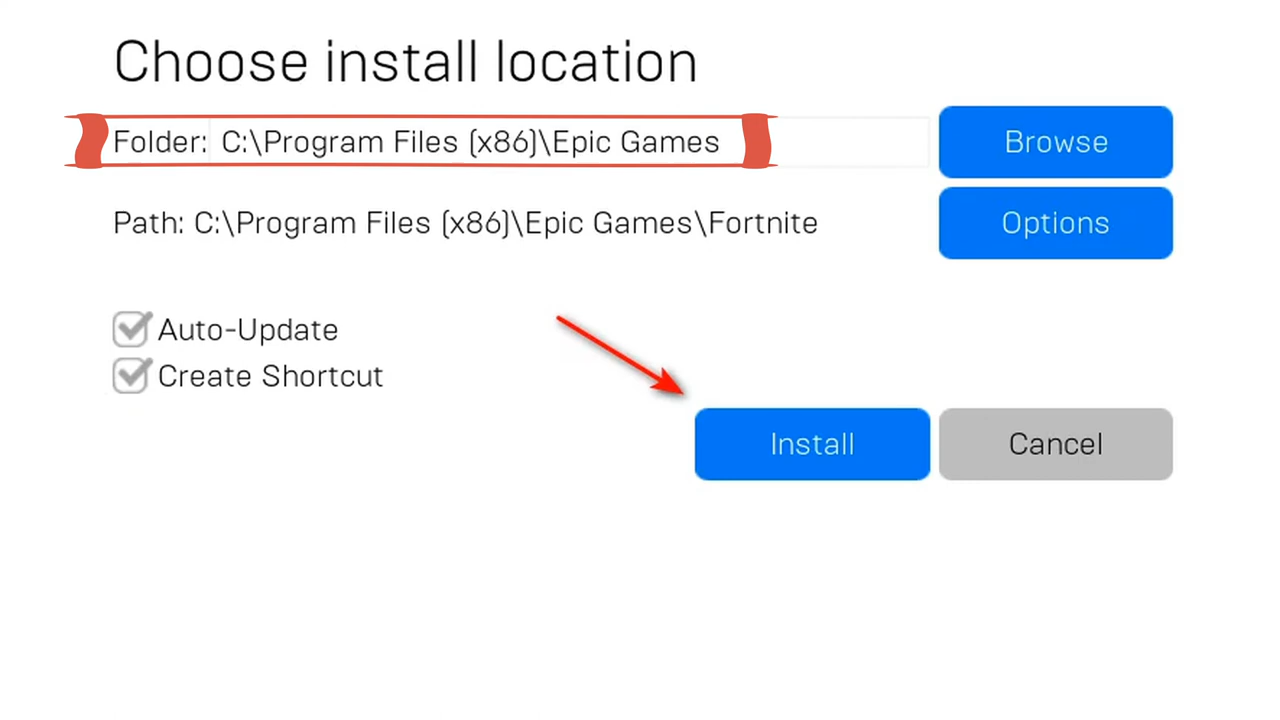 Choose install location
Folder: C:\Program Files (x86)\Epic Games
Browse
Path: C:\Program Files (x86)\Epic Games\Fortnite
Options
Auto-Update
Create Shortcut
Install
Cancel